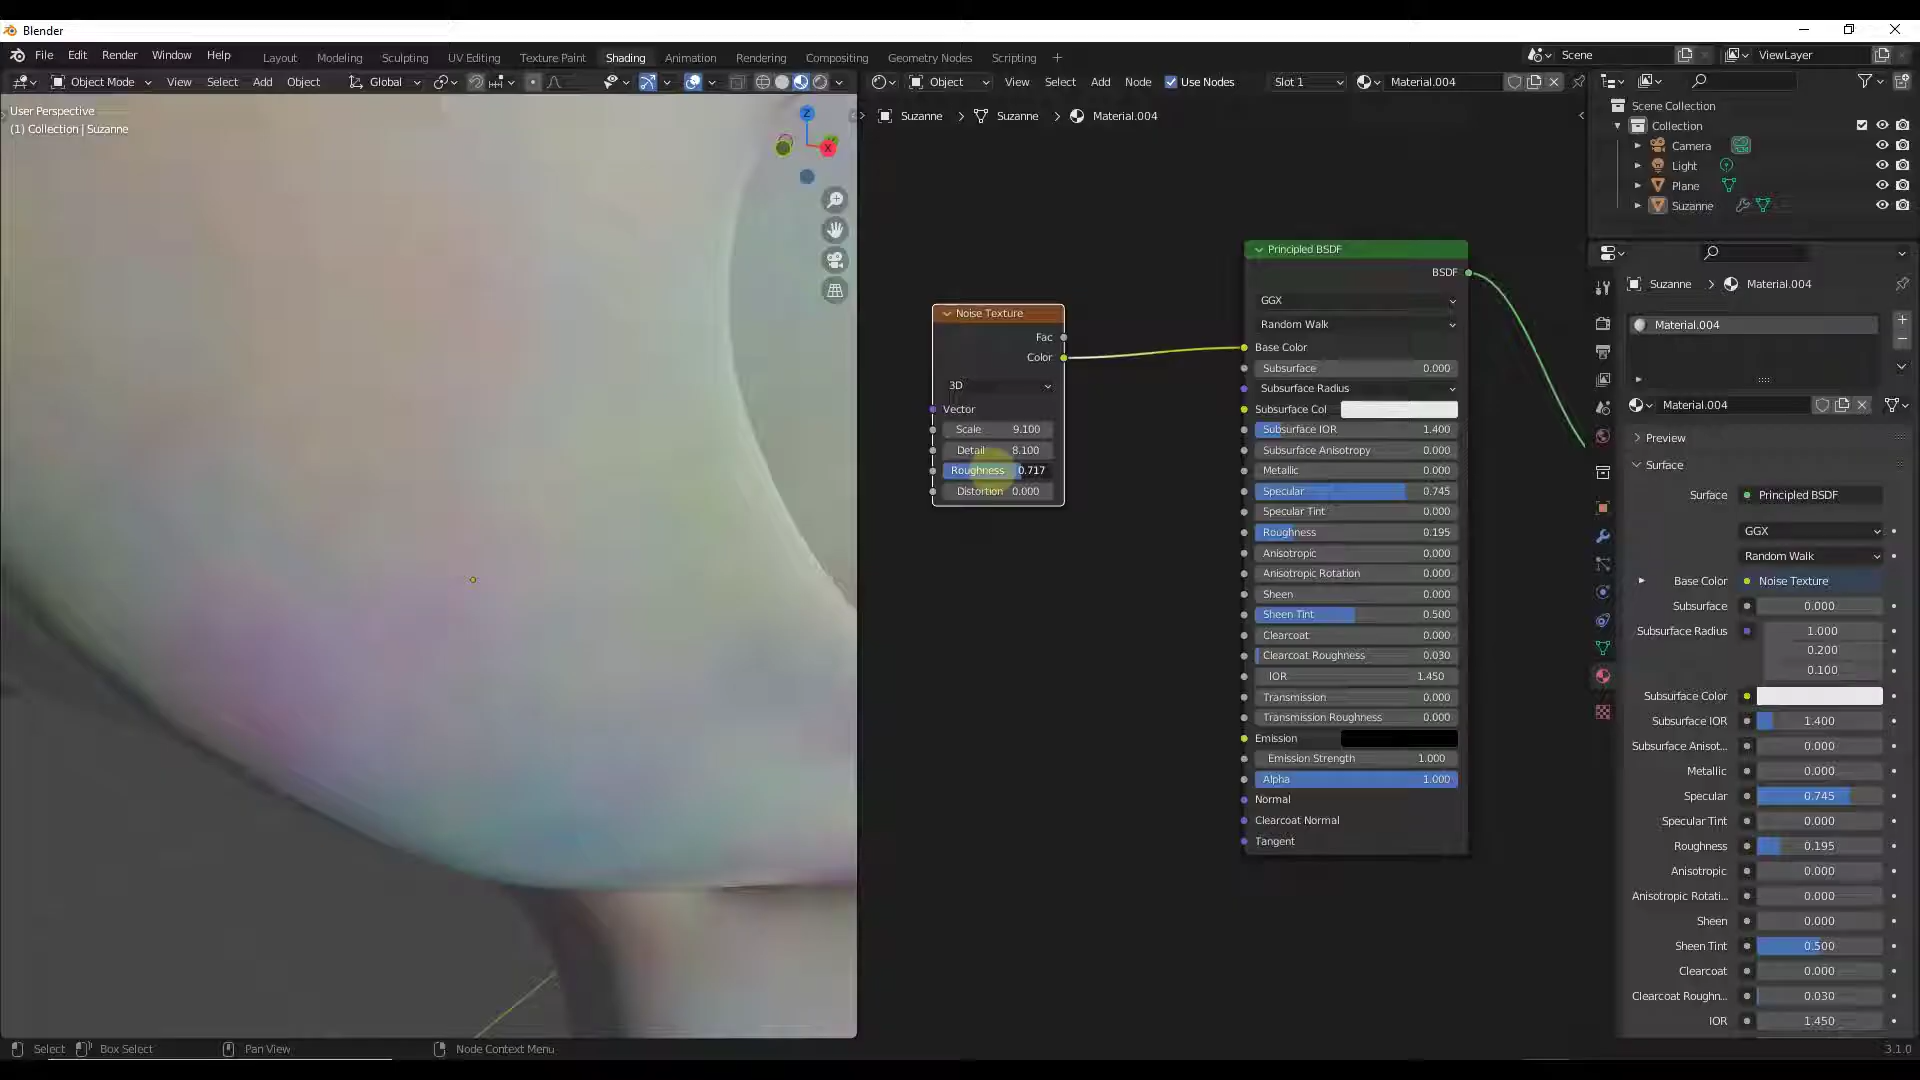 Blender
File Edit Render Window Help
Layout Modeling Sculpting UV Editing Texture Paint Shading Animation Rendering Compositing Geometry Nodes Scripting +
Scene
ViewLayer
Object Mode View Select Add Object Global
Object View Select Add Node Use Nodes Slot 1 Material.004
User Perspective
(1) Collection | Suzanne
Z
X
Suzanne > Suzanne > Material.004
Noise Texture
Fac
Color
3D
Vector
Scale 9.100
Detail 8.100
Roughness 0.717
Distortion 0.000
Principled BSDF
BSDF
GGX
Random Walk
Base Color
Subsurface 0.000
Subsurface Radius
Subsurface Col
Subsurface IOR 1.400
Subsurface Anisotropy 0.000
Metallic 0.000
Specular 0.745
Specular Tint 0.000
Roughness 0.195
Anisotropic 0.000
Anisotropic Rotation 0.000
Sheen 0.000
Sheen Tint 0.500
Clearcoat 0.000
Clearcoat Roughness 0.030
IOR 1.450
Transmission 0.000
Transmission Roughness 0.000
Emission
Emission Strength 1.000
Alpha 1.000
Normal
Clearcoat Normal
Tangent
Scene Collection
Collection
Camera
Light
Plane
Suzanne
Suzanne > Material.004
Material.004
Material.004
Preview
Surface
Surface Principled BSDF
GGX
Random Walk
Base Color Noise Texture
Subsurface 0.000
Subsurface Radius 1.000
0.200
0.100
Subsurface Color
Subsurface IOR 1.400
Subsurface Anisot... 0.000
Metallic 0.000
Specular 0.745
Specular Tint 0.000
Roughness 0.195
Anisotropic 0.000
Anisotropic Rotati... 0.000
Sheen 0.000
Sheen Tint 0.500
Clearcoat 0.000
Clearcoat Roughn... 0.030
IOR 1.450
Select Box Select Pan View Node Context Menu
3.1.0